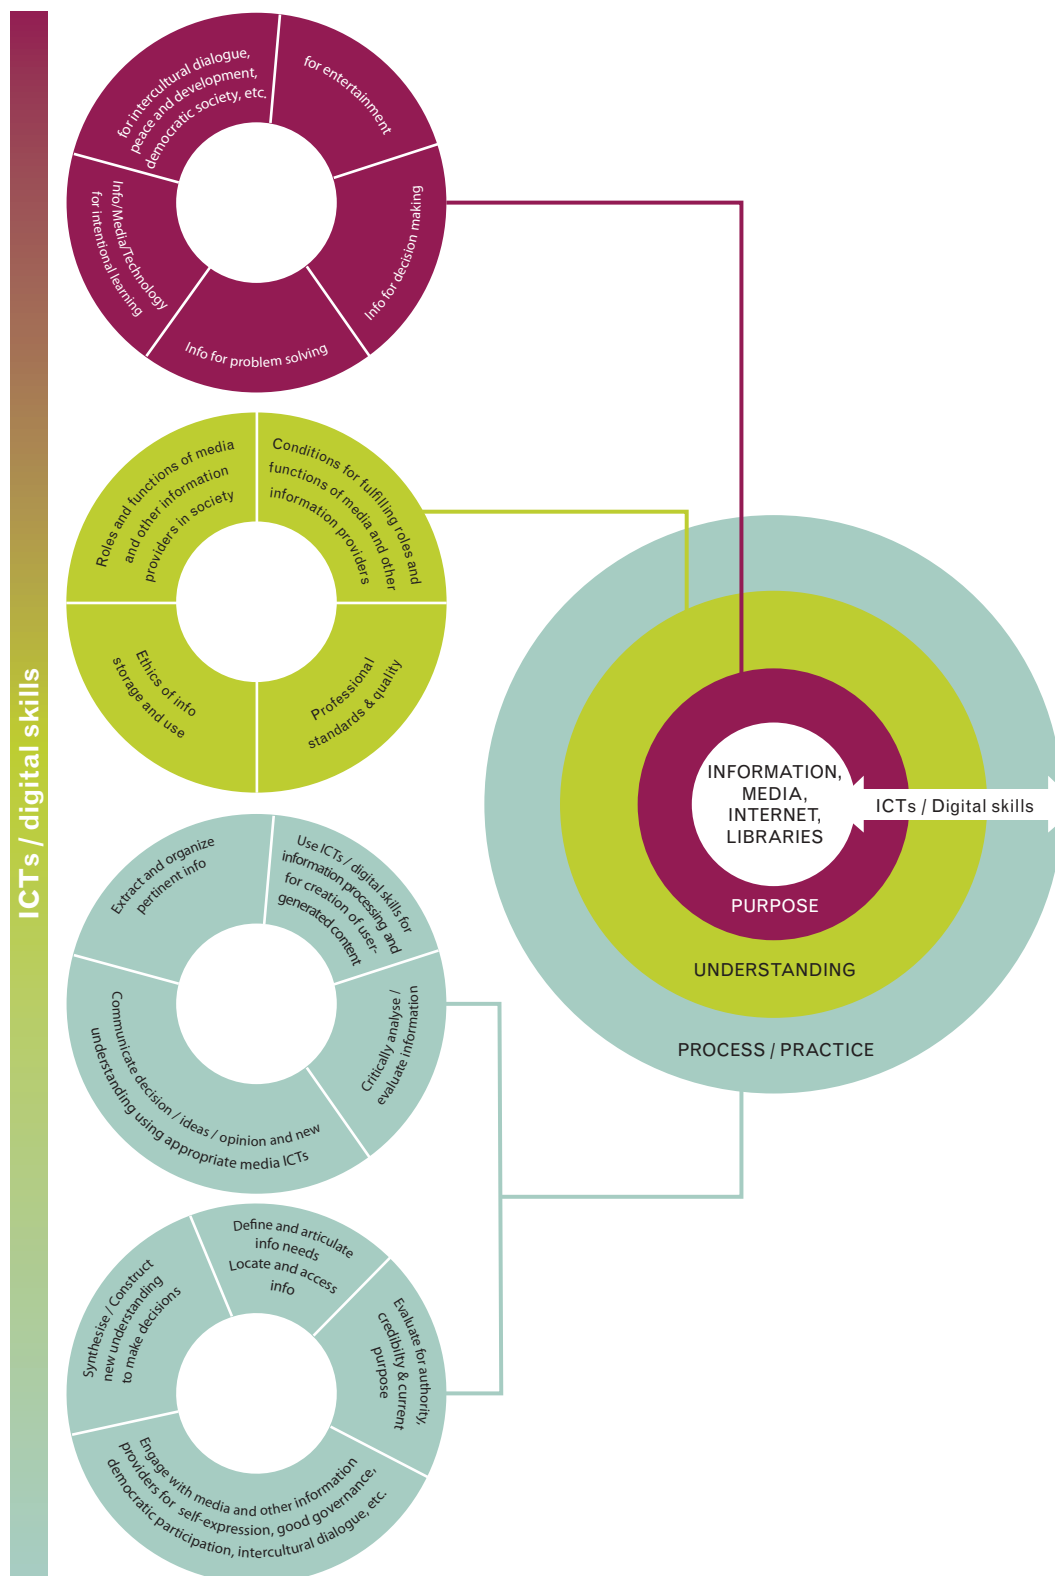 ICTs / digital skills
for intercultural dialogue,
peace and development,
democratic society, etc.
for entertainment
Info for decision making
Info for problem solving
Info/Media/Technology
for intentional learning
Roles and functions of media
and other information
providers in society
Conditions for fulfilling roles and
functions of media and other
information providers
Professional
standards & quality
Ethics of info
storage and use
Extract and organize
pertinent info
Use ICTs / digital skills for
information processing and
for creation of user-
generated content
Critically analyse /
evaluate information
Communicate decision / ideas / opinion and new
understanding using appropriate media ICTs
Define and articulate
info needs
Locate and access
info
Evaluate for authority,
credibilty & current
purpose
Engage with media and other information
providers for self-expression, good governance,
democratic participation, intercultural dialogue, etc.
Synthesise / Construct
new understanding
to make decisions
INFORMATION,
MEDIA,
INTERNET,
LIBRARIES
ICTs / Digital skills
PURPOSE
UNDERSTANDING
PROCESS / PRACTICE